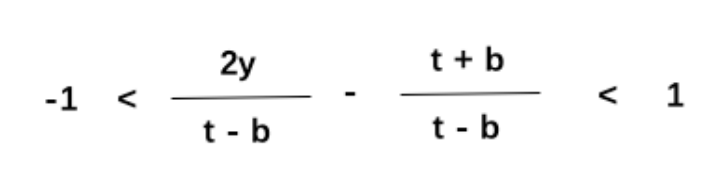 -1 < 2y / t - b - t + b / t - b < 1